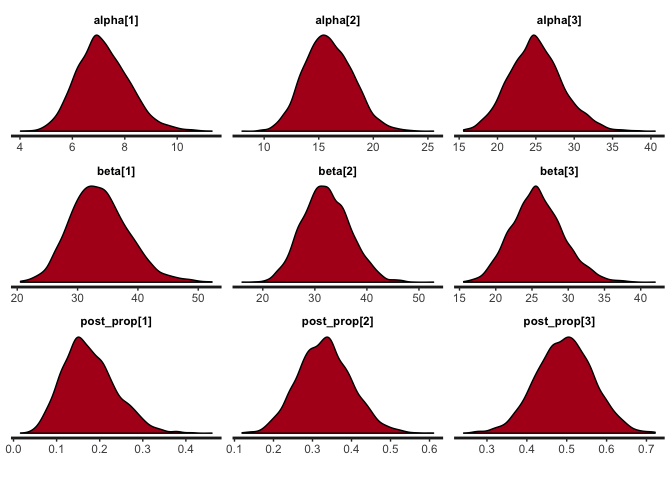 alpha[1] alpha[2] alpha[3]
4 6 8 10 10 15 20 25 15 20 25 30 35 40
beta[1] beta[2] beta[3]
20 30 40 50 20 30 40 50 15 20 25 30 35 40
post_prop[1] post_prop[2] post_prop[3]
0.0 0.1 0.2 0.3 0.4 0.1 0.2 0.3 0.4 0.5 0.6 0.3 0.4 0.5 0.6 0.7